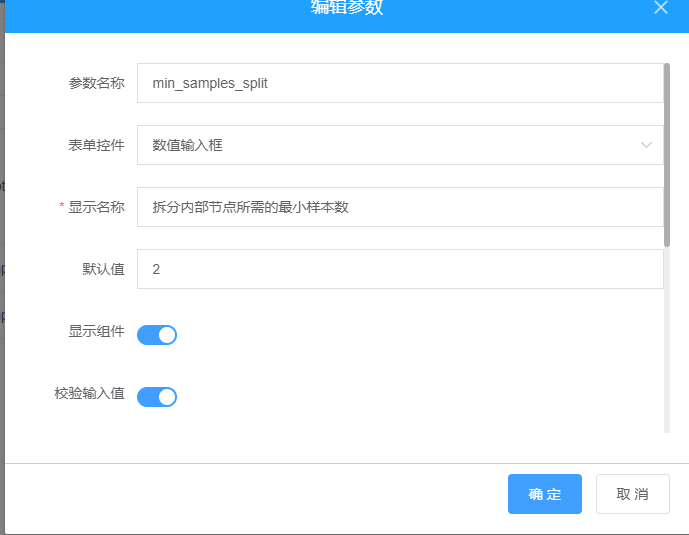 编辑参数
参数名称 min_samples_split
表单控件 数值输入框
* 显示名称 拆分内部节点所需的最小样本数
默认值 2
显示组件
校验输入值
确 定 取 消